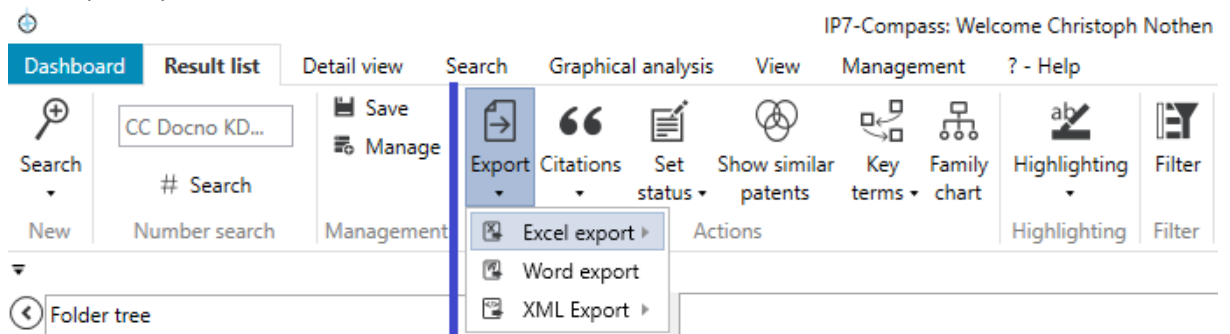 IP7-Compass: Welcome Christoph Nothen
Dashboard Result list Detail view Search Graphical analysis View Management ? - Help
CC Docno KD...
Save
Manage
Search
# Search
Export Citations Set status Show similar patents Key terms Family chart Highlighting Filter
New Number search Management Actions Highlighting Filter
Excel export
Word export
XML Export
Folder tree